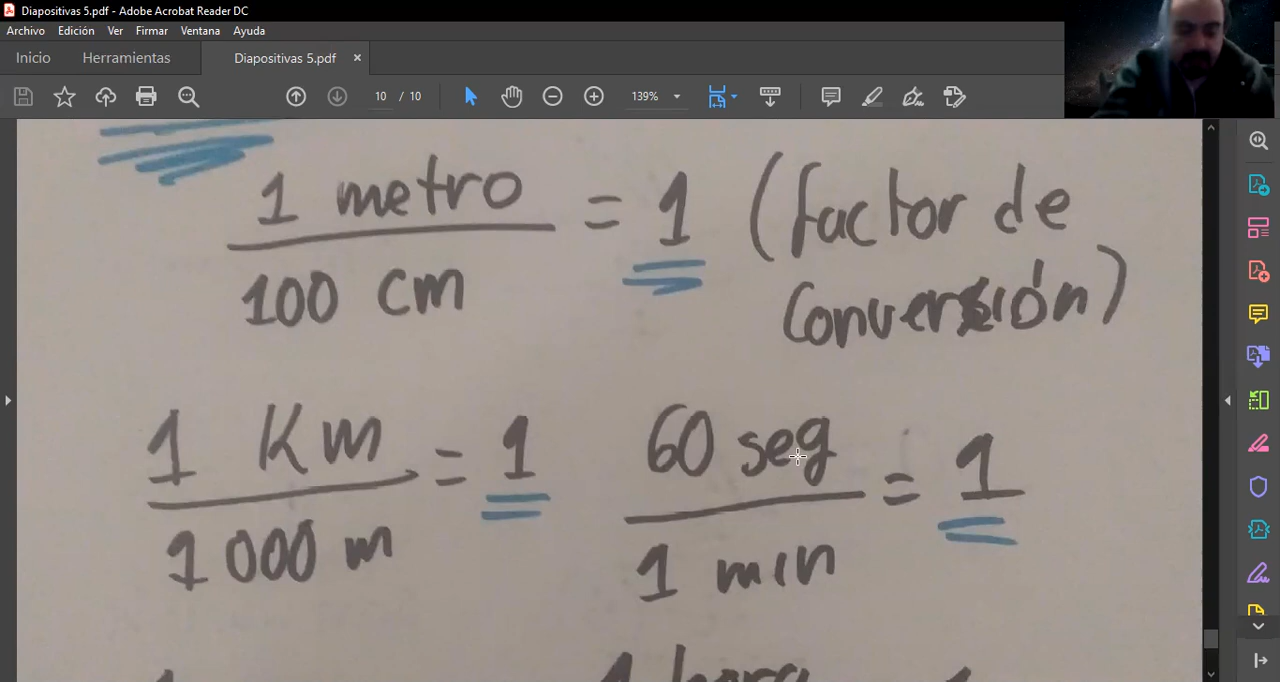 Diapositivas 5.pdf - Adobe Acrobat Reader DC
Archivo Edición Ver Firmar Ventana Ayuda
Inicio Herramientas Diapositivas 5.pdf ×
10 / 10 139%
1 metro
100 cm
= 1 (factor de
conversión)
1 Km
1000 m
= 1
60 seg
1 min
= 1
1 hora